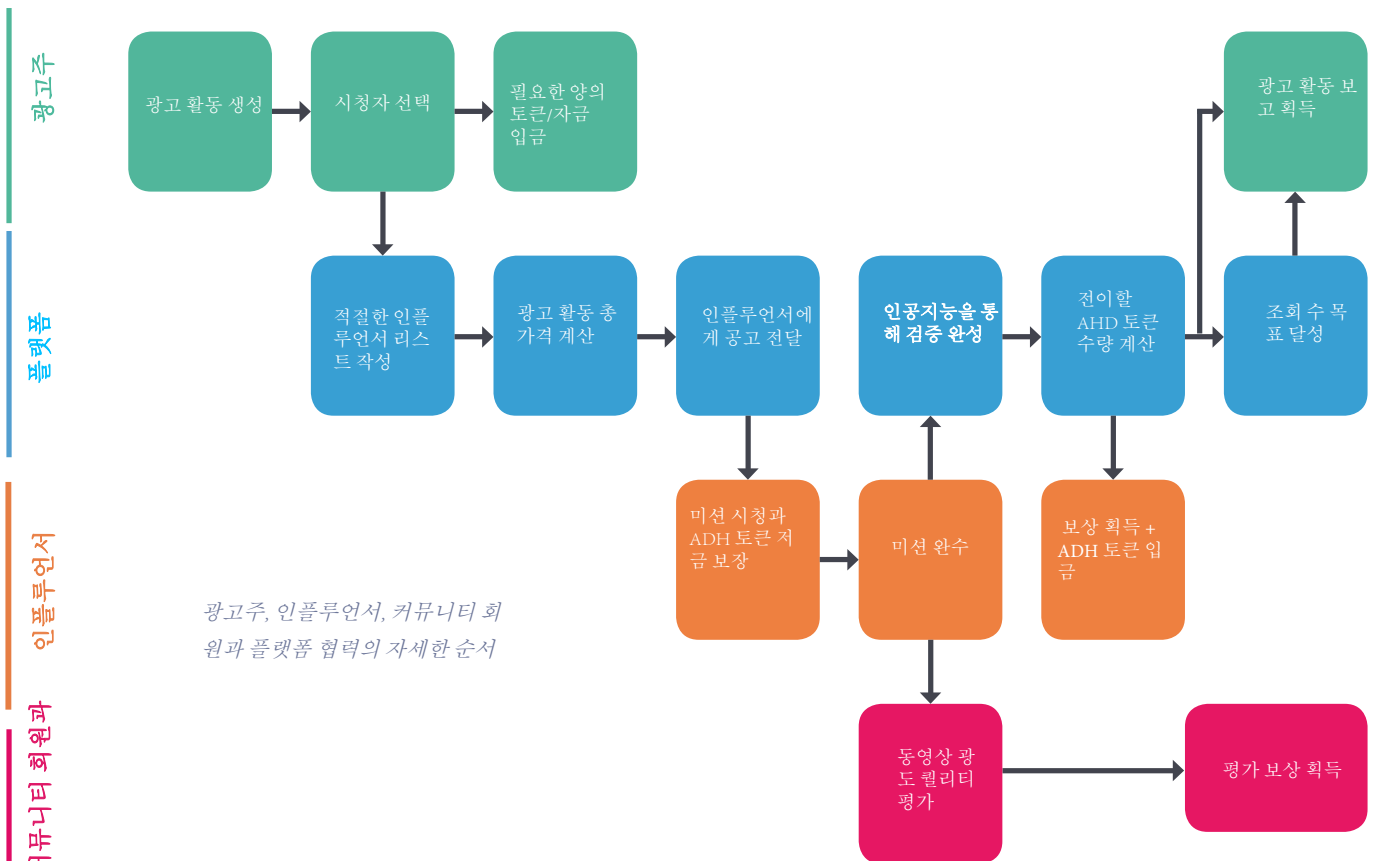 광고주
광고 활동 생성
시청자 선택
필요한 양의
토큰/자금
입금
광고 활동 보
고 획득
플랫폼
적절한 인플
루언서 리스
트 작성
광고 활동 총
가격 계산
인플루언서에
게 공고 전달
인공지능을 통
해 검증 완성
전이할
AHD 토큰
수량 계산
조회 수 목
표 달성
인플루언서
미션 시청과
ADH 토큰 저
금 보장
미션 완수
보상 획득 +
ADH 토큰 입
금
광고주, 인플루언서, 커뮤니티 회
원과 플랫폼 협력의 자세한 순서
뮤니티 회원과
동영상 광
도 퀄리티
평가
평가 보상 획득